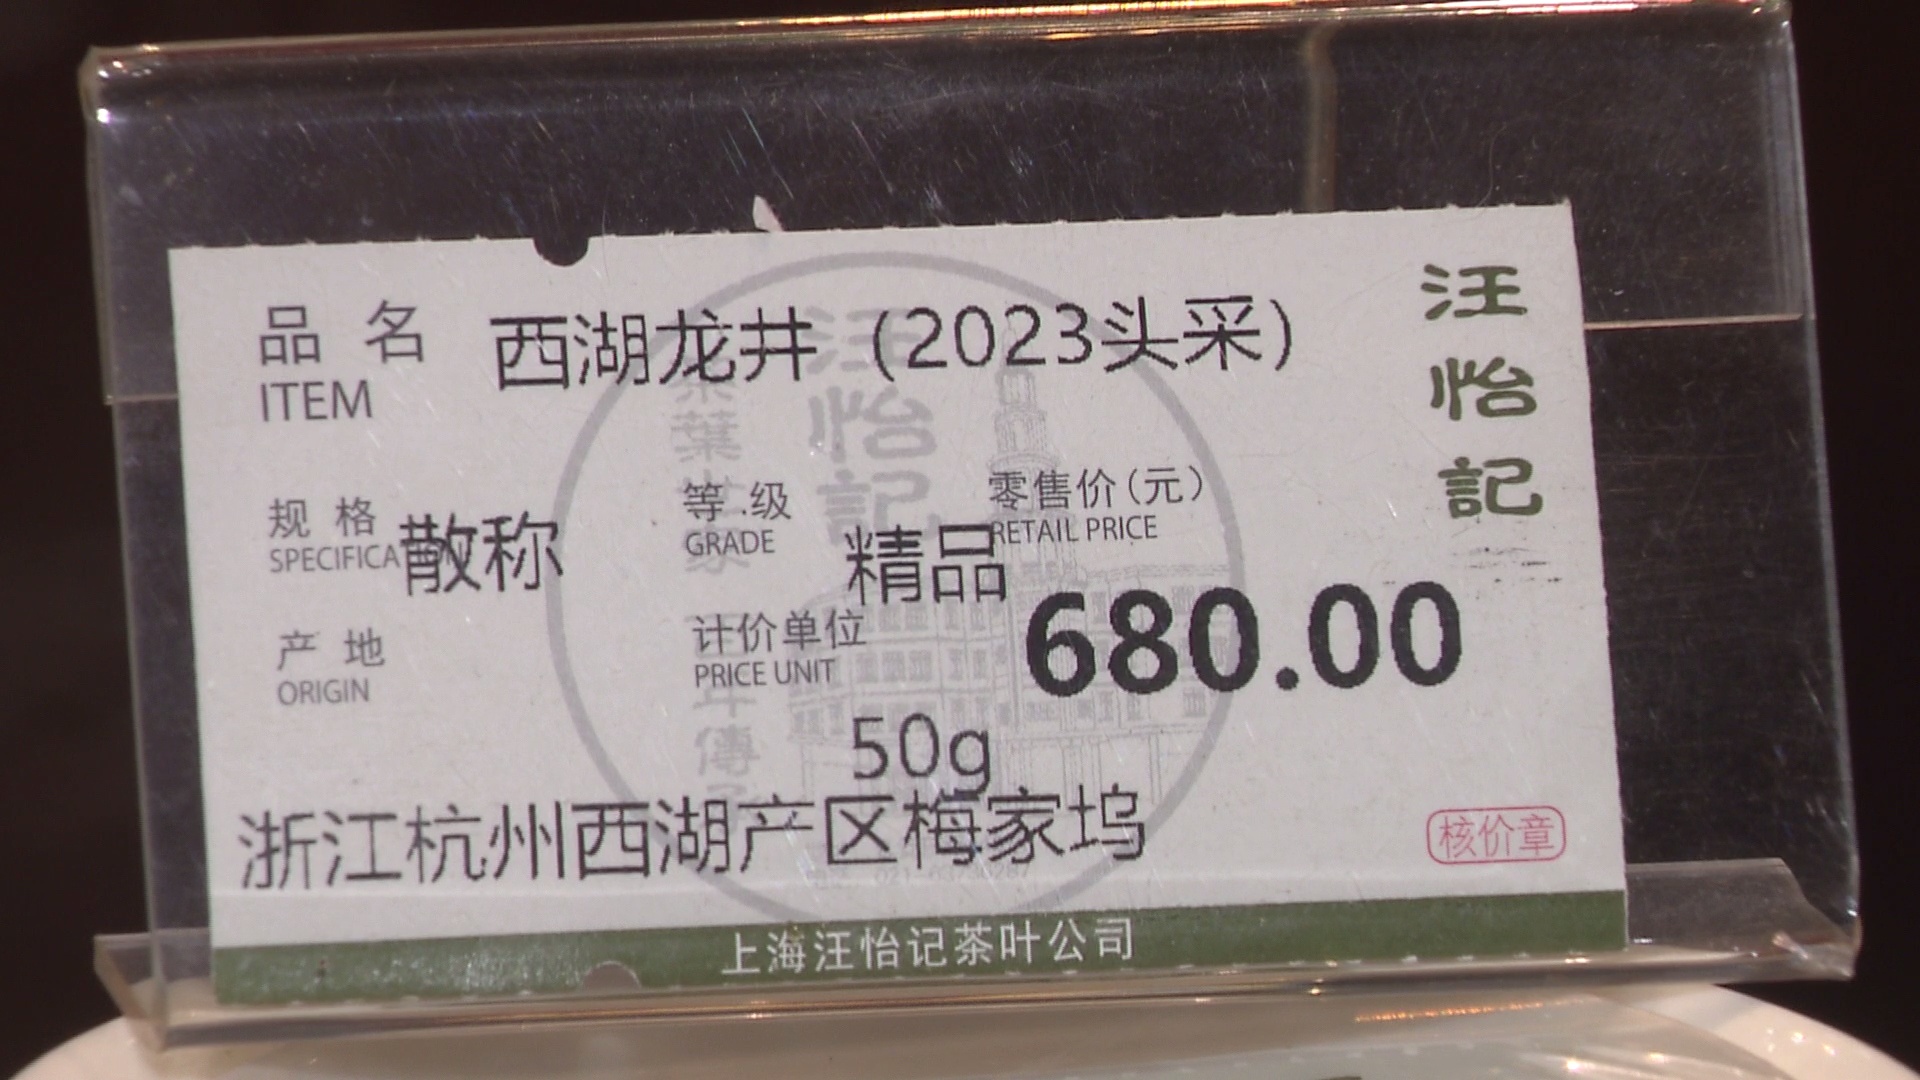 品名 西湖龙井（2023头采）
ITEM
汪怡記
规格 散称
SPECIFICA
等.级 精品
GRADE
零售价(元)
RETAIL PRICE
680.00
产地
ORIGIN
计价单位
PRICE UNIT
50g
浙江杭州西湖产区梅家坞
核价章
上海汪怡记茶叶公司
汪怡記